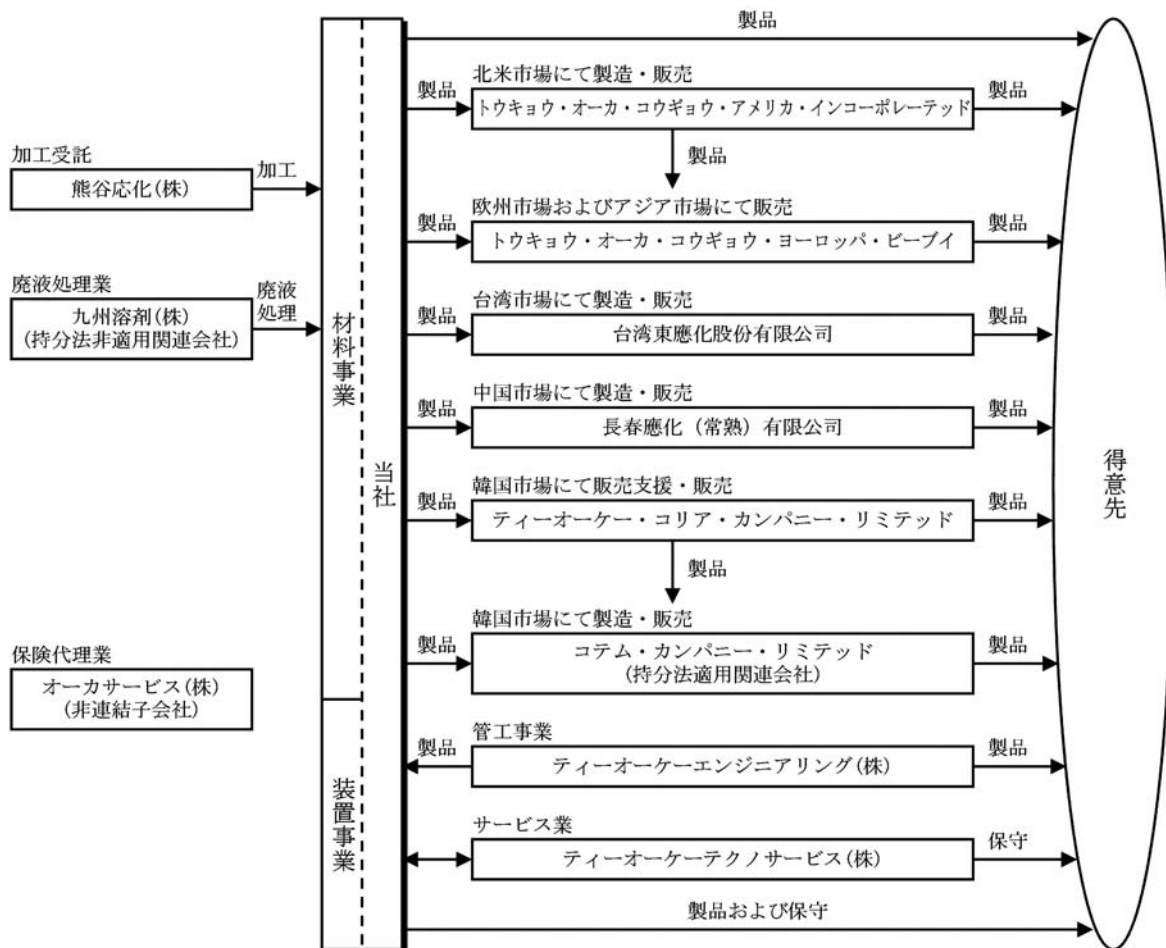 製品
北米市場にて製造・販売
製品
トウキョウ・オーカ・コウギョウ・アメリカ・インコーポレーテッド
製品
製品
加工受託
熊谷応化(株)
加工
欧州市場およびアジア市場にて販売
製品
トウキョウ・オーカ・コウギョウ・ヨーロッパ・ビーブイ
製品
廃液処理業
九州溶剤(株)
(持分法非適用関連会社)
廃液
処理
材料事業
当社
台湾市場にて製造・販売
製品
台湾東應化股份有限公司
製品
中国市場にて製造・販売
製品
長春應化（常熟）有限公司
製品
韓国市場にて販売支援・販売
製品
ティーオーケー・コリア・カンパニー・リミテッド
製品
製品
得意先
韓国市場にて製造・販売
製品
コテム・カンパニー・リミテッド
(持分法適用関連会社)
製品
保険代理業
オーカサービス(株)
(非連結子会社)
装置事業
管工事業
製品
ティーオーケーエンジニアリング(株)
製品
サービス業
ティーオーケーテクノサービス(株)
保守
製品および保守